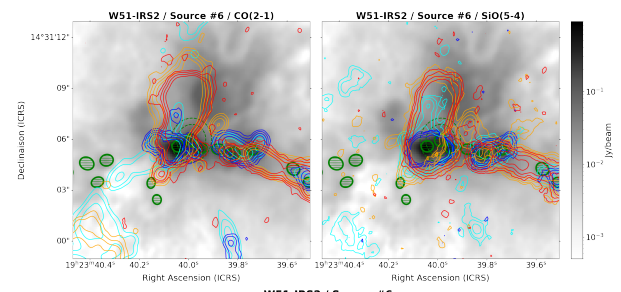 W51-IRS2 / Source #6 / CO(2-1)
W51-IRS2 / Source #6 / SiO(5-4)
14°31'12"
09"
06"
03"
00"
Declinaison (ICRS)
19ʰ23ᵐ40.4ˢ 40.2ˢ 40.0ˢ 39.8ˢ 39.6ˢ
19ʰ23ᵐ40.4ˢ 40.2ˢ 40.0ˢ 39.8ˢ 39.6ˢ
Right Ascension (ICRS)
Right Ascension (ICRS)
10⁻¹
10⁻²
10⁻³
Jy/beam